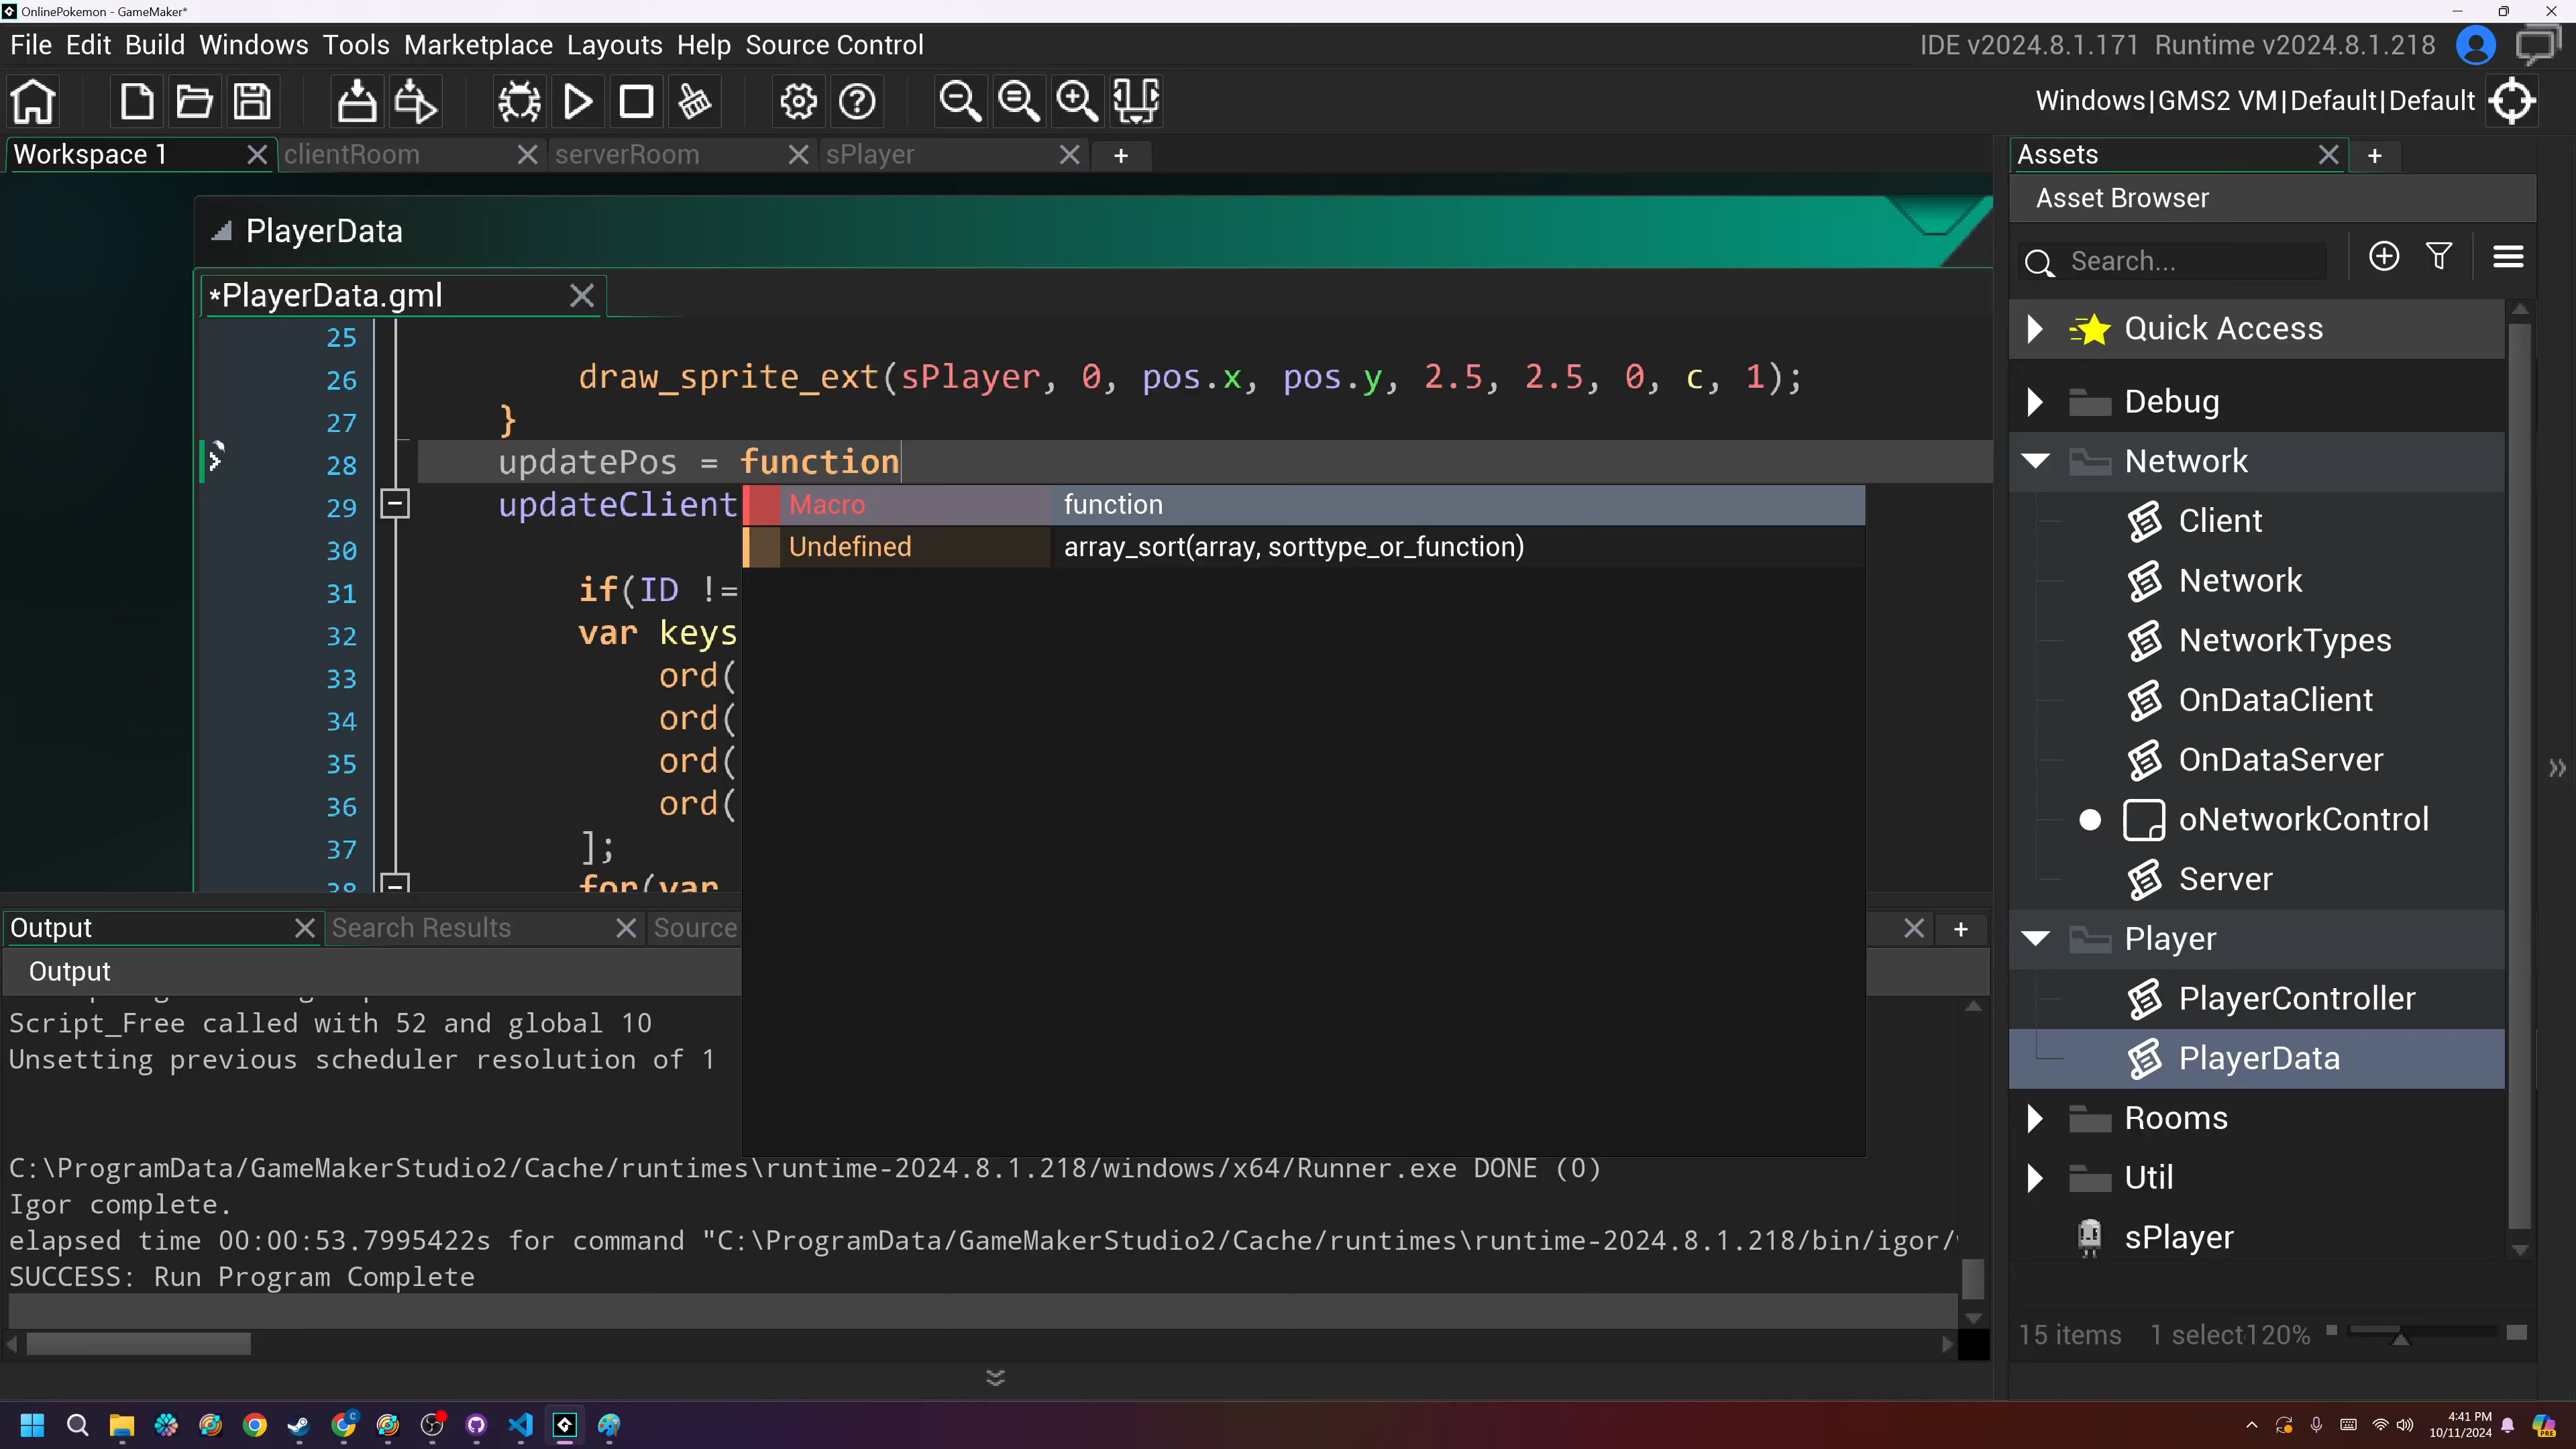 OnlinePokemon - GameMaker*
File Edit Build Windows Tools Marketplace Layouts Help Source Control
IDE v2024.8.1.171 Runtime v2024.8.1.218
Windows|GMS2 VM|Default|Default
Workspace 1
clientRoom
serverRoom
sPlayer
PlayerData
*PlayerData.gml
25
26 draw_sprite_ext(sPlayer, 0, pos.x, pos.y, 2.5, 2.5, 0, c, 1);
27 }
28 updatePos = function
29 updateClient
30
31 if(ID !=
32 var keys
33 ord(
34 ord(
35 ord(
36 ord(
37 ];
38 for(var
Macro function
Undefined array_sort(array, sorttype_or_function)
Output
Search Results
Source
Output
Script_Free called with 52 and global 10
Unsetting previous scheduler resolution of 1
C:\ProgramData/GameMakerStudio2/Cache/runtimes\runtime-2024.8.1.218/windows/x64/Runner.exe DONE (0)
Igor complete.
elapsed time 00:00:53.7995422s for command "C:\ProgramData/GameMakerStudio2/Cache/runtimes\runtime-2024.8.1.218/bin/igor/
SUCCESS: Run Program Complete
Assets
Asset Browser
Search...
Quick Access
Debug
Network
Client
Network
NetworkTypes
OnDataClient
OnDataServer
oNetworkControl
Server
Player
PlayerController
PlayerData
Rooms
Util
sPlayer
15 items 1 select 120%
4:41 PM
10/11/2024
PRE